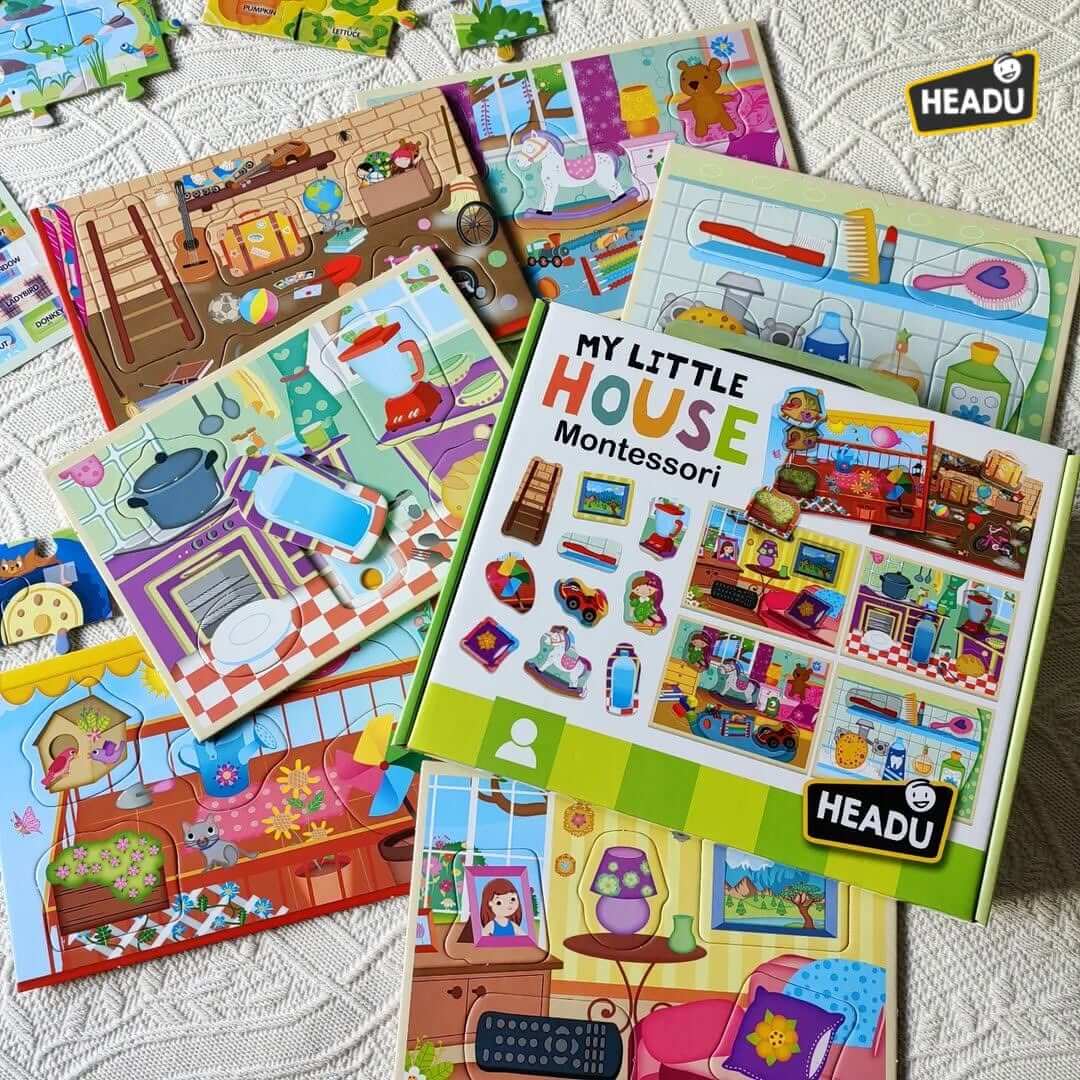 PUMPKIN
LETTUCE
HEADU
LADYBIRD
DONKEY
MY LITTLE
HOUSE
Montessori
HEADU